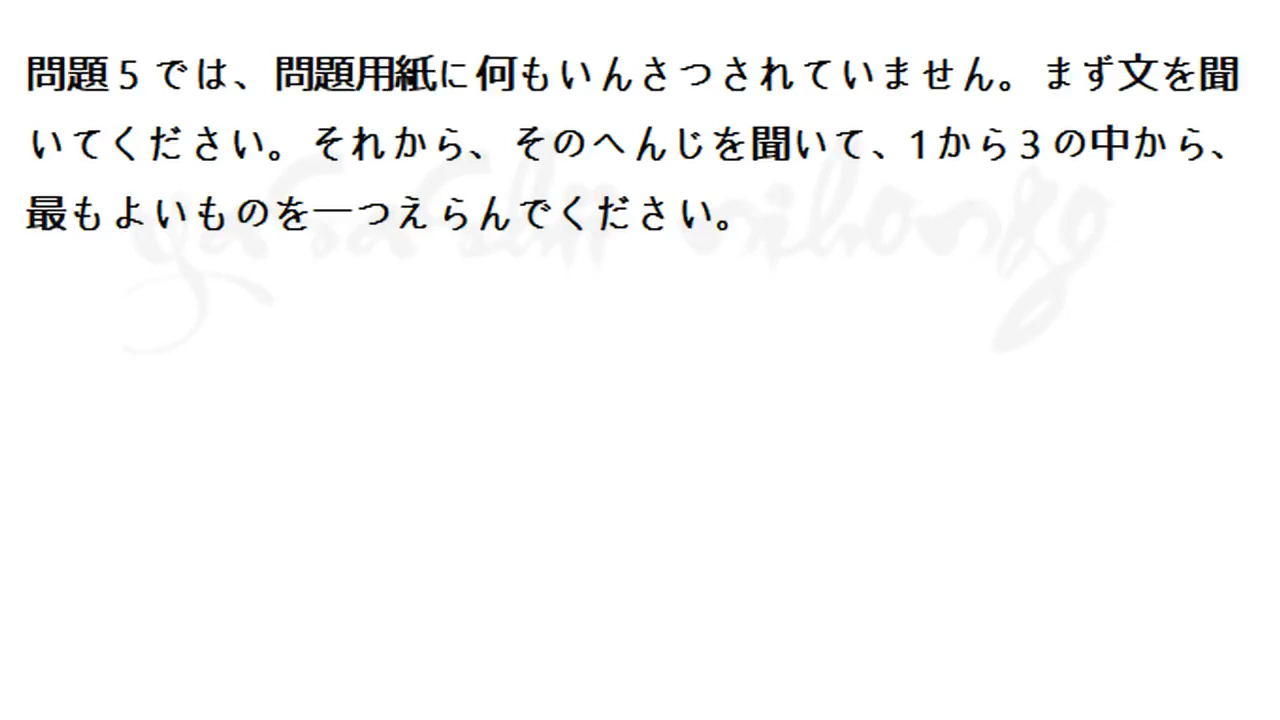 問題5 では、問題用紙に何もいんさつされていません。まず文を聞
いてください。それから、そのへんじを聞いて、1から3の中から、
最もよいものを一つえらんでください。
yasashii nihongo